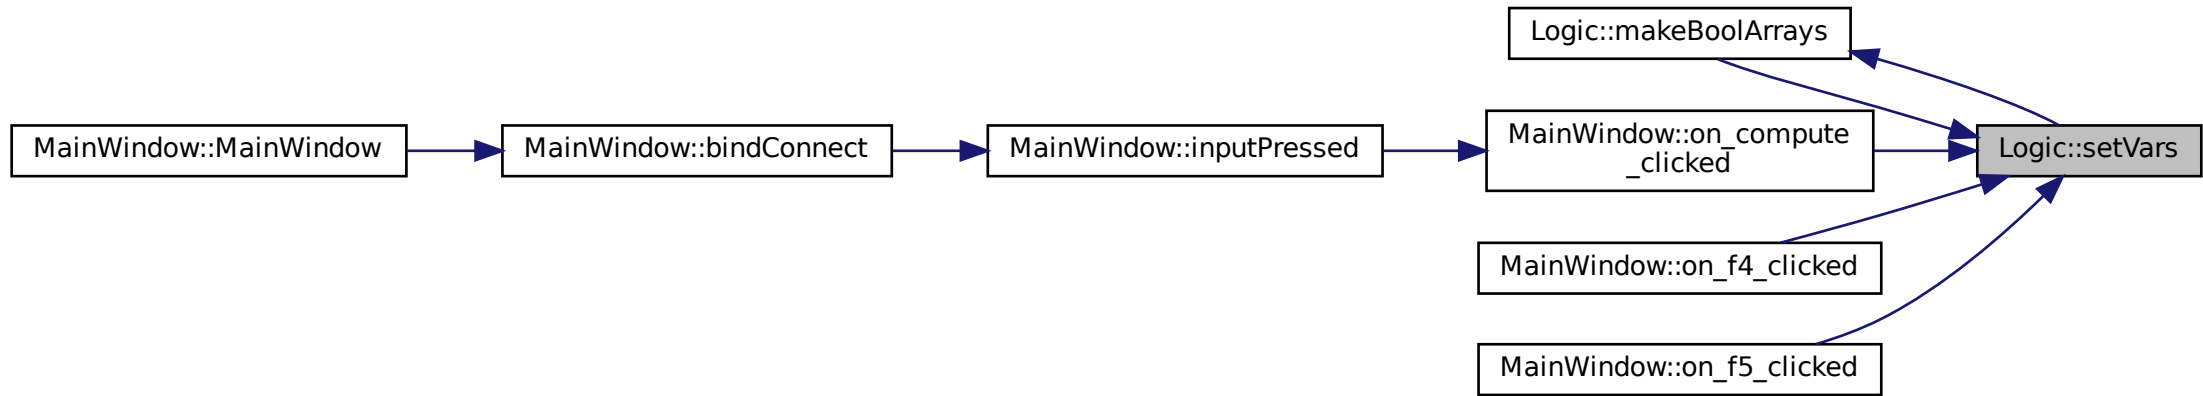 Logic::makeBoolArrays
MainWindow::MainWindow
MainWindow::bindConnect
MainWindow::inputPressed
MainWindow::on_compute
_clicked
Logic::setVars
MainWindow::on_f4_clicked
MainWindow::on_f5_clicked